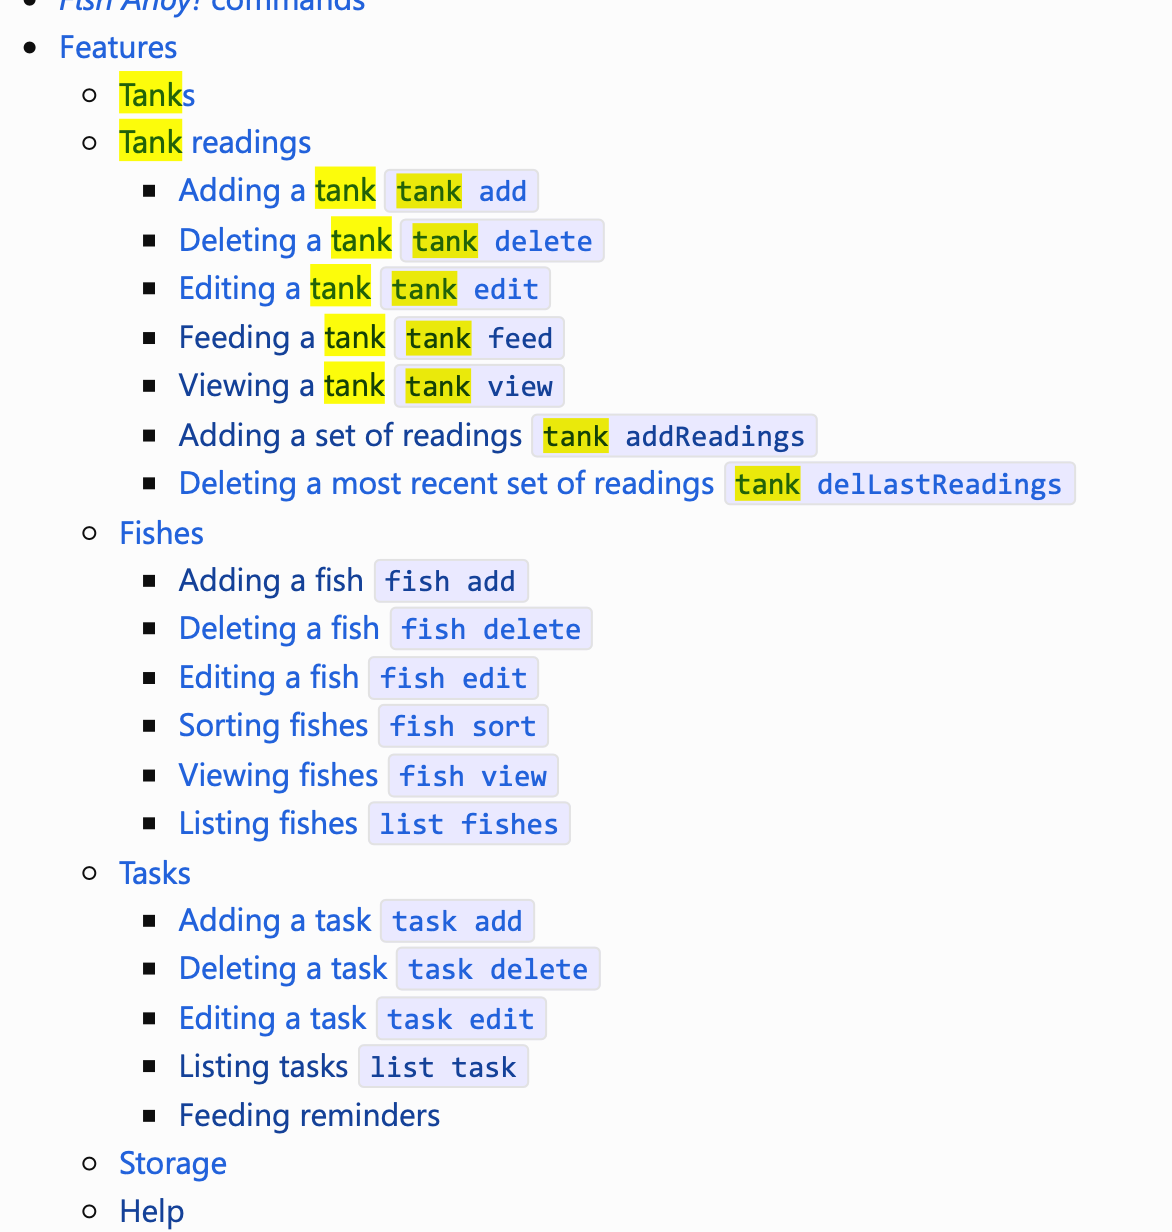 Fish Ahoy! commands
Features
Tanks
Tank readings
Adding a tank tank add
Deleting a tank tank delete
Editing a tank tank edit
Feeding a tank tank feed
Viewing a tank tank view
Adding a set of readings tank addReadings
Deleting a most recent set of readings tank delLastReadings
Fishes
Adding a fish fish add
Deleting a fish fish delete
Editing a fish fish edit
Sorting fishes fish sort
Viewing fishes fish view
Listing fishes list fishes
Tasks
Adding a task task add
Deleting a task task delete
Editing a task task edit
Listing tasks list task
Feeding reminders
Storage
Help